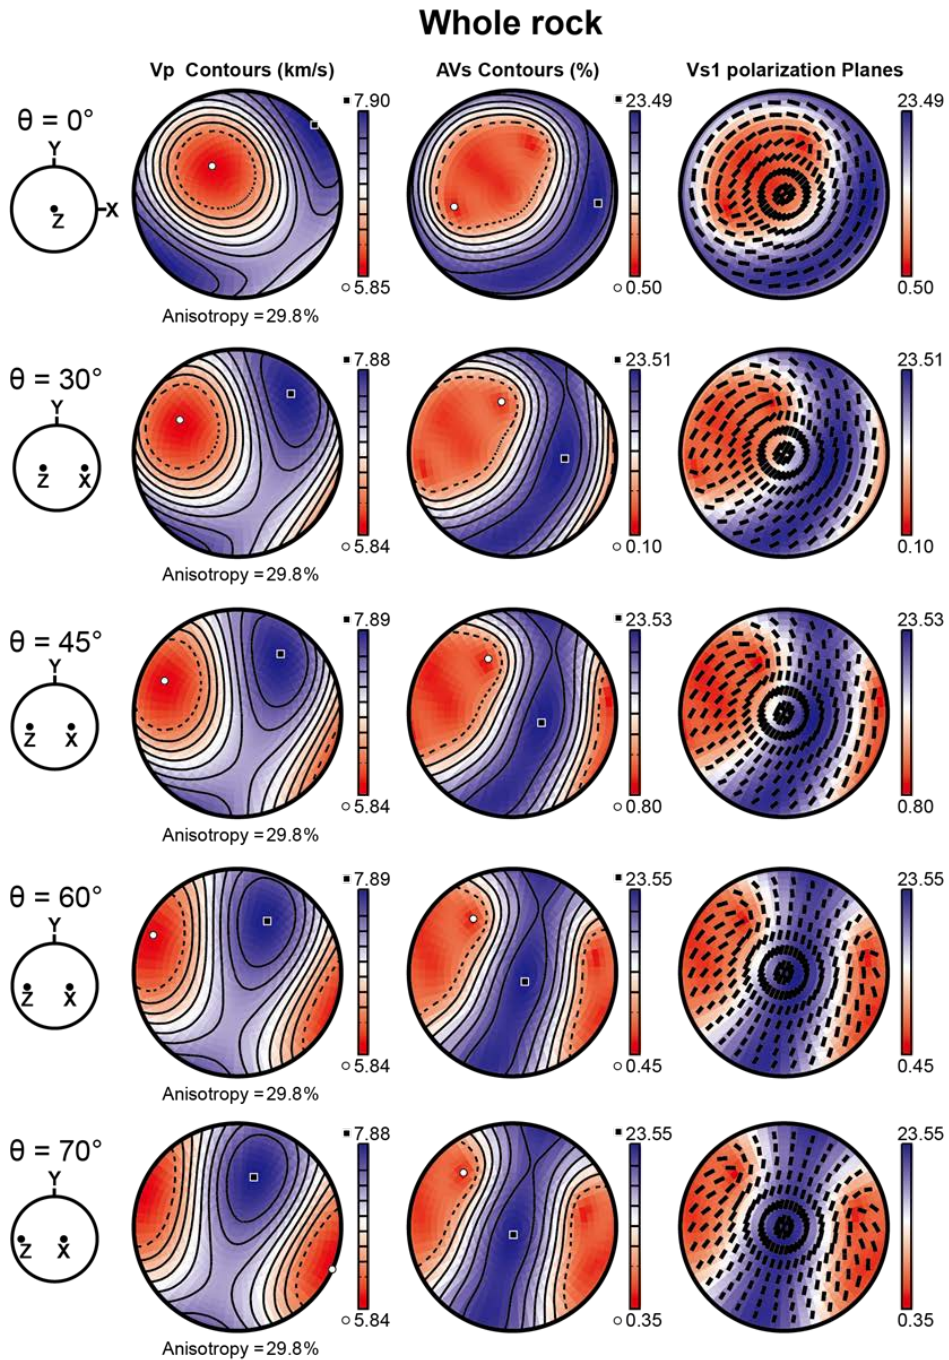 Whole rock
Vp Contours (km/s) AVs Contours (%) Vs1 polarization Planes
7.90 23.49 23.49
θ = 0°
Y
X
Z
5.85 0.50 0.50
Anisotropy = 29.8%
7.88 23.51 23.51
θ = 30°
Y
Z X
5.84 0.10 0.10
Anisotropy = 29.8%
7.89 23.53 23.53
θ = 45°
Y
Z X
5.84 0.80 0.80
Anisotropy = 29.8%
7.89 23.55 23.55
θ = 60°
Y
Z X
5.84 0.45 0.45
Anisotropy = 29.8%
7.88 23.55 23.55
θ = 70°
Y
Z X
5.84 0.35 0.35
Anisotropy = 29.8%